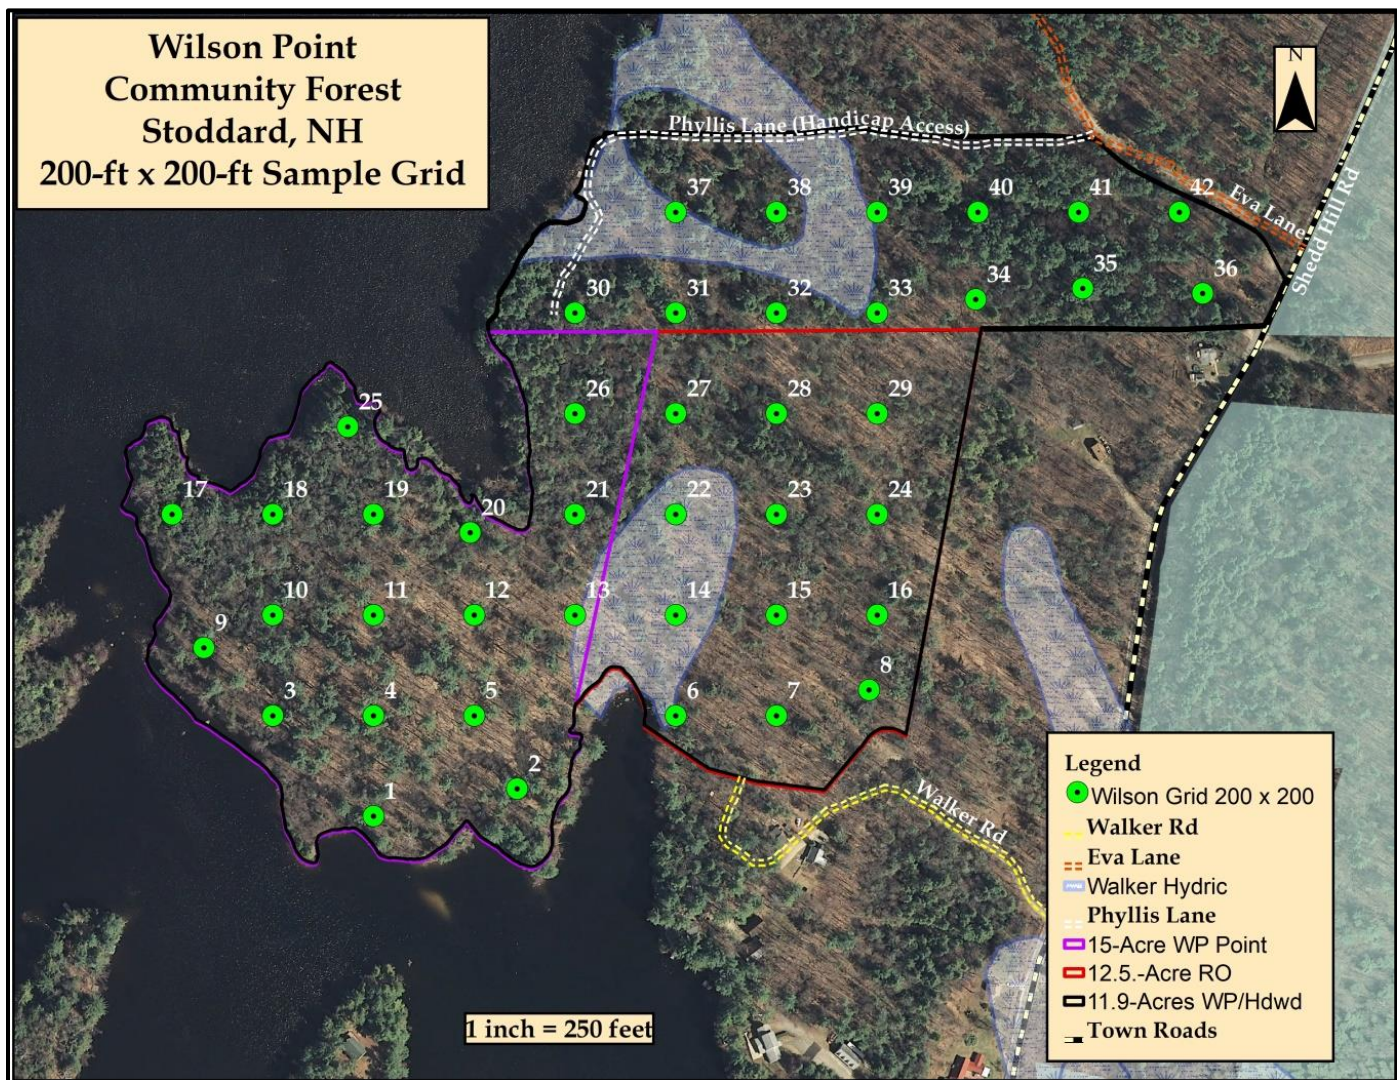 Wilson Point
Community Forest
Stoddard, NH
200-ft x 200-ft Sample Grid
N
Phyllis Lane (Handicap Access)
Eva Lane
Shedd Hill Rd
37
38
39
40
41
42
30
31
32
33
34
35
36
25
26
27
28
29
17
18
19
20
21
22
23
24
9
10
11
12
13
14
15
16
3
4
5
6
7
8
1
2
Walker Rd
1 inch = 250 feet
Legend
Wilson Grid 200 x 200
Walker Rd
Eva Lane
Walker Hydric
Phyllis Lane
15-Acre WP Point
12.5.-Acre RO
11.9-Acres WP/Hdwd
Town Roads